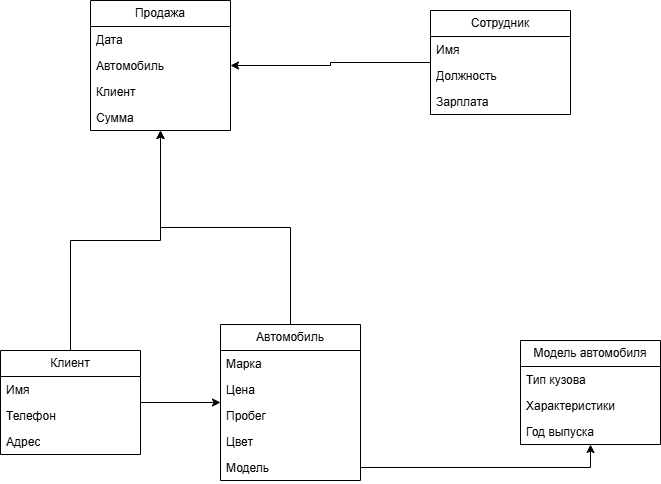 Продажа
Дата
Автомобиль
Клиент
Сумма
Сотрудник
Имя
Должность
Зарплата
Клиент
Имя
Телефон
Адрес
Автомобиль
Марка
Цена
Пробег
Цвет
Модель
Модель автомобиля
Тип кузова
Характеристики
Год выпуска